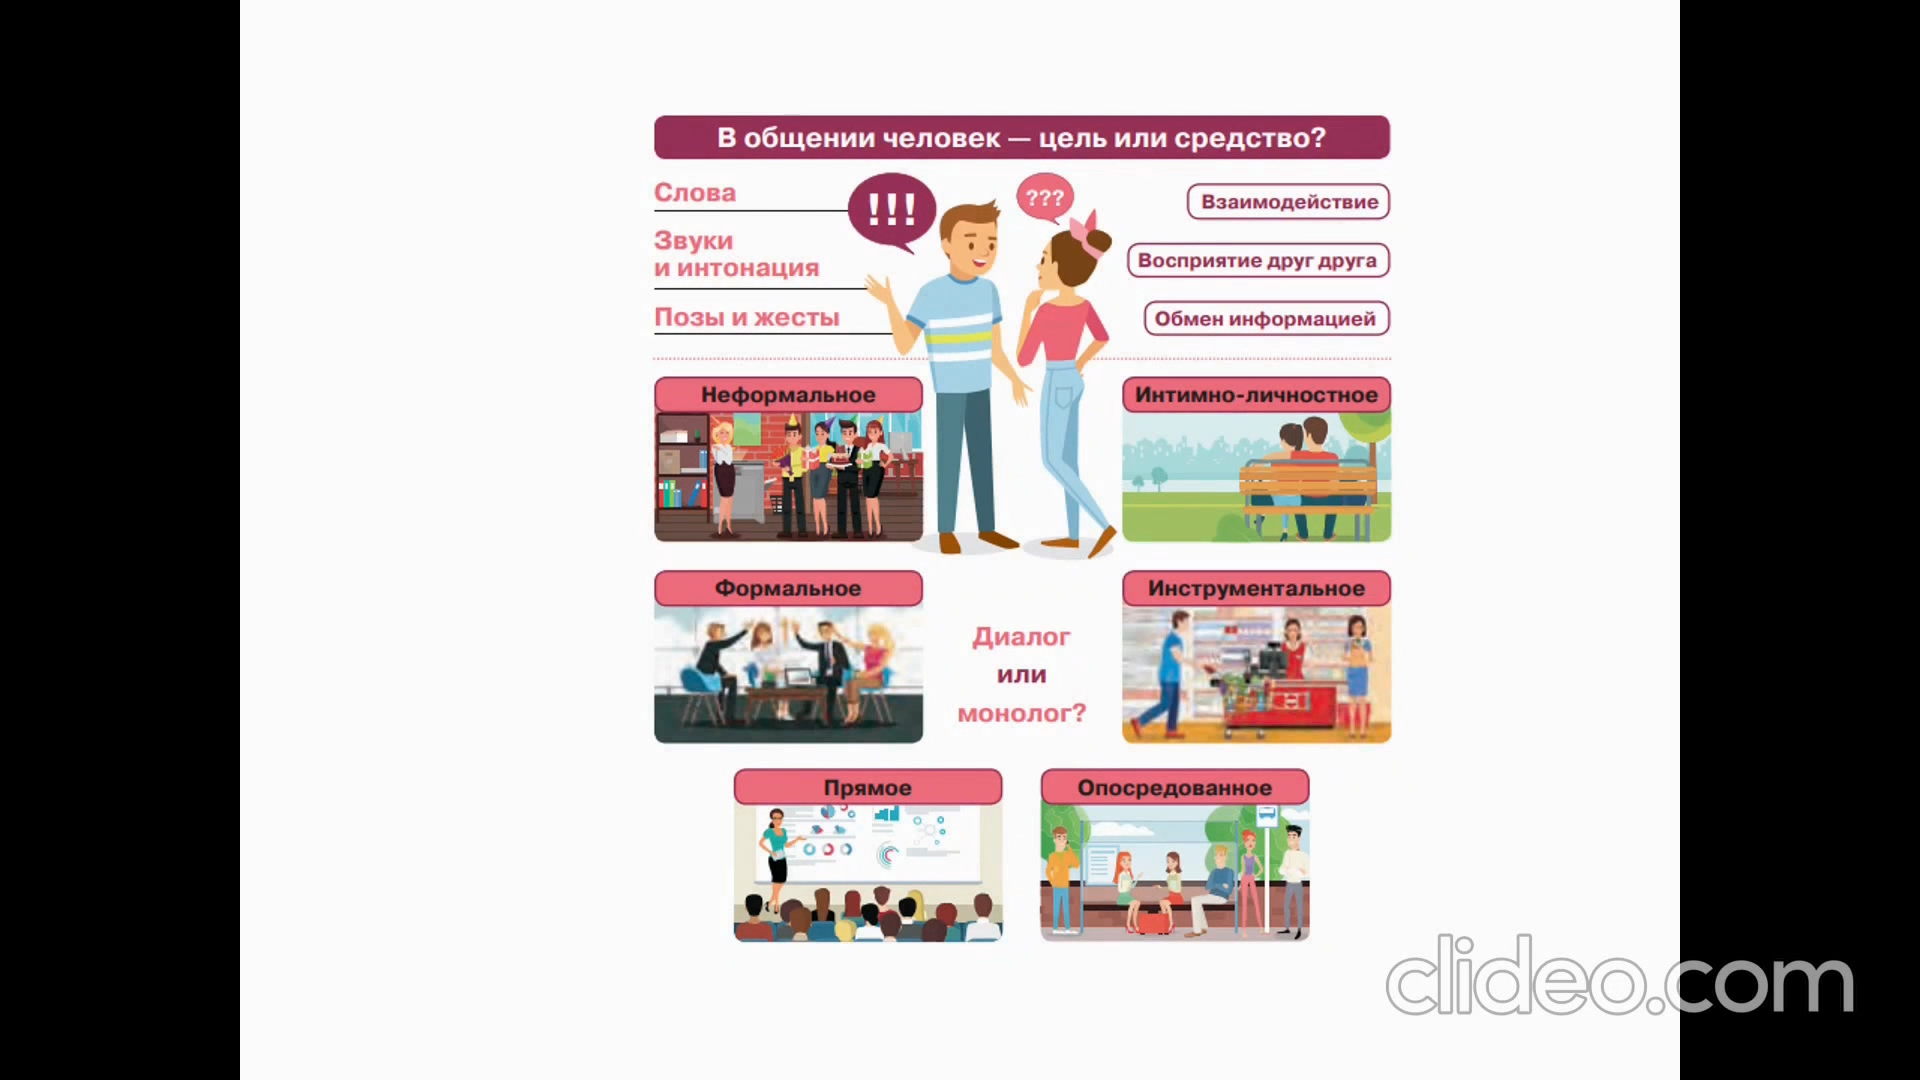 В общении человек — цель или средство?
Слова
!!!
???
Взаимодействие
Звуки
и интонация
Восприятие друг друга
Позы и жесты
Обмен информацией
Неформальное
Интимно-личностное
Формальное
Инструментальное
Диалог
или
монолог?
Прямое
Опосредованное
clideo.com